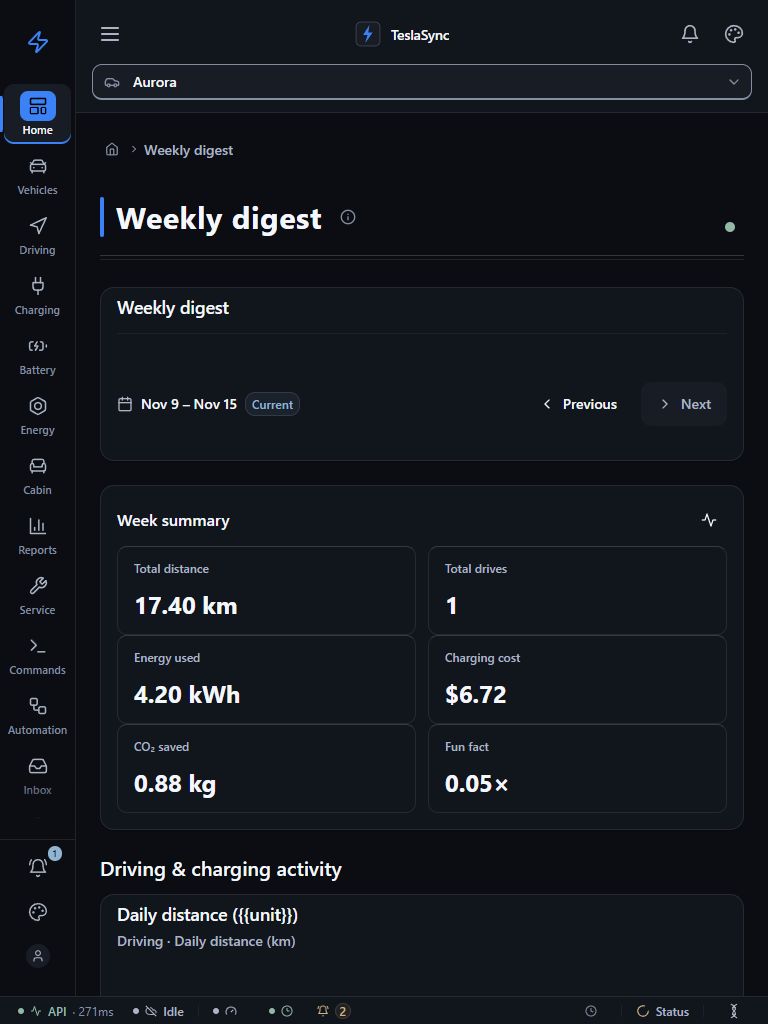 TeslaSync
Aurora
Home
Vehicles
Driving
Charging
Battery
Energy
Cabin
Reports
Service
Commands
Automation
Inbox
1
Weekly digest
Weekly digest
Weekly digest
Nov 9 – Nov 15 Current Previous Next
Week summary
Total distance
17.40 km
Total drives
1
Energy used
4.20 kWh
Charging cost
$6.72
CO₂ saved
0.88 kg
Fun fact
0.05×
Driving & charging activity
Daily distance ({{unit}})
Driving · Daily distance (km)
API · 271ms Idle 2 Status